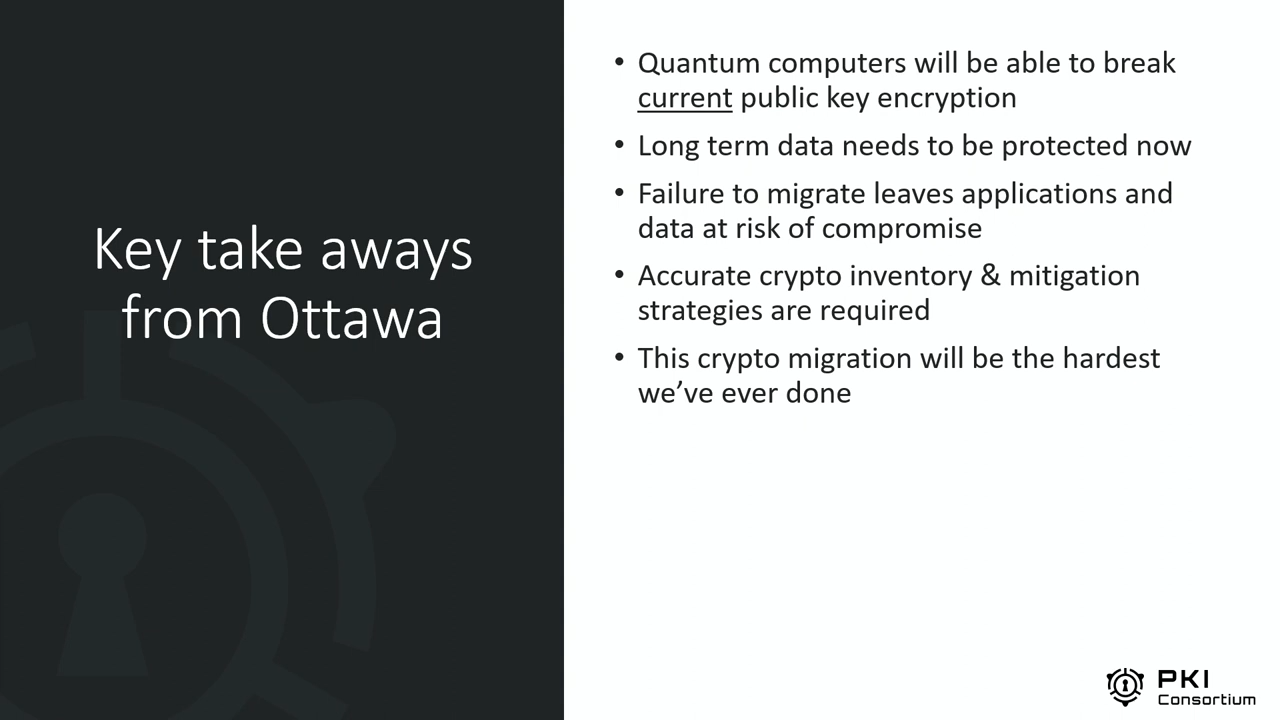 Key take aways
from Ottawa
• Quantum computers will be able to break
current public key encryption
• Long term data needs to be protected now
• Failure to migrate leaves applications and
data at risk of compromise
• Accurate crypto inventory & mitigation
strategies are required
• This crypto migration will be the hardest
we’ve ever done
PKI
Consortium